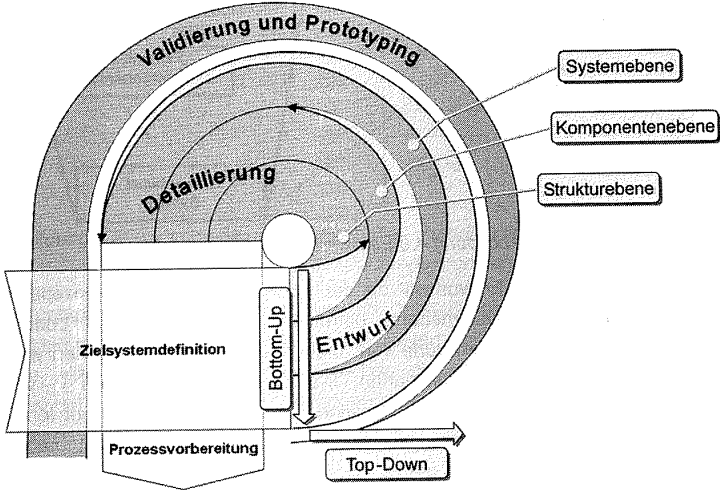 Validierung und Prototyping
Systemebene
Komponentenebene
Detaillierung
Strukturebene
Zielsystemdefinition
Bottom-Up
Entwurf
Prozessvorbereitung
Top-Down